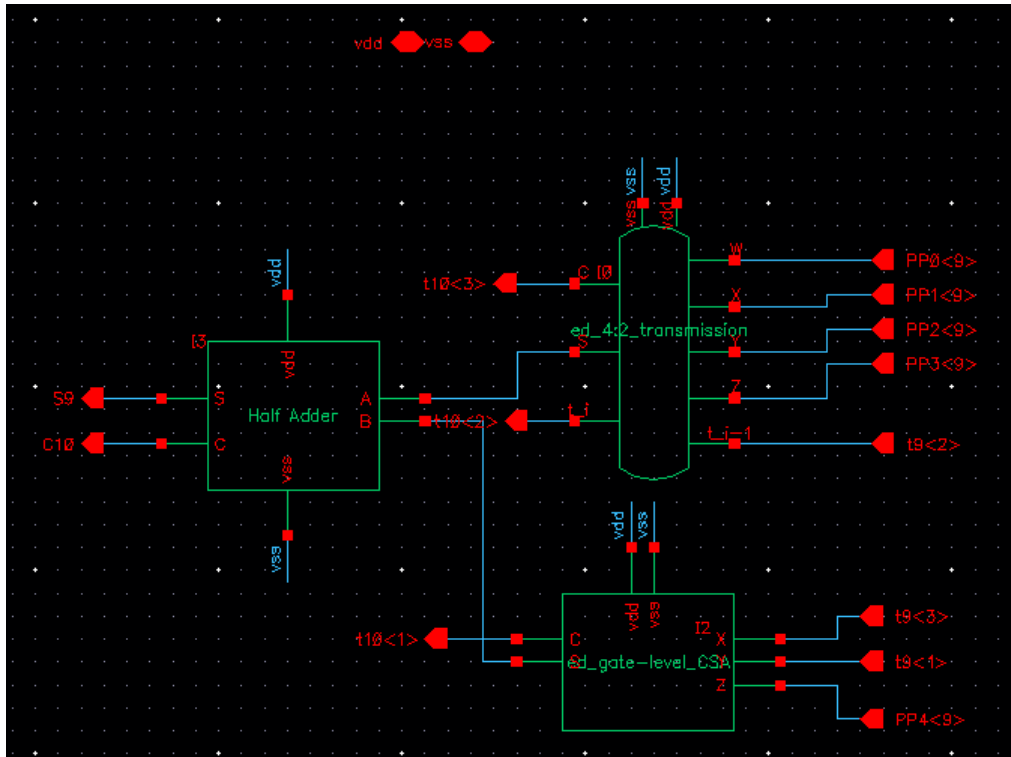 vdd vss
vss vdd
vss vdd
W PP0<9>
t10<3> C I0
X PP1<9>
ed_4:2_transmission
S Y PP2<9>
Z PP3<9>
t10<2> t_i
t_i-1 t9<2>
vdd
I3 vdd
S9 S A
Half Adder
C10 C B
vss
vss
vdd vss
vdd vss
I2
t9<3>
t10<1> C X
ed_gate-level_CSA t9<1>
Z
PP4<9>